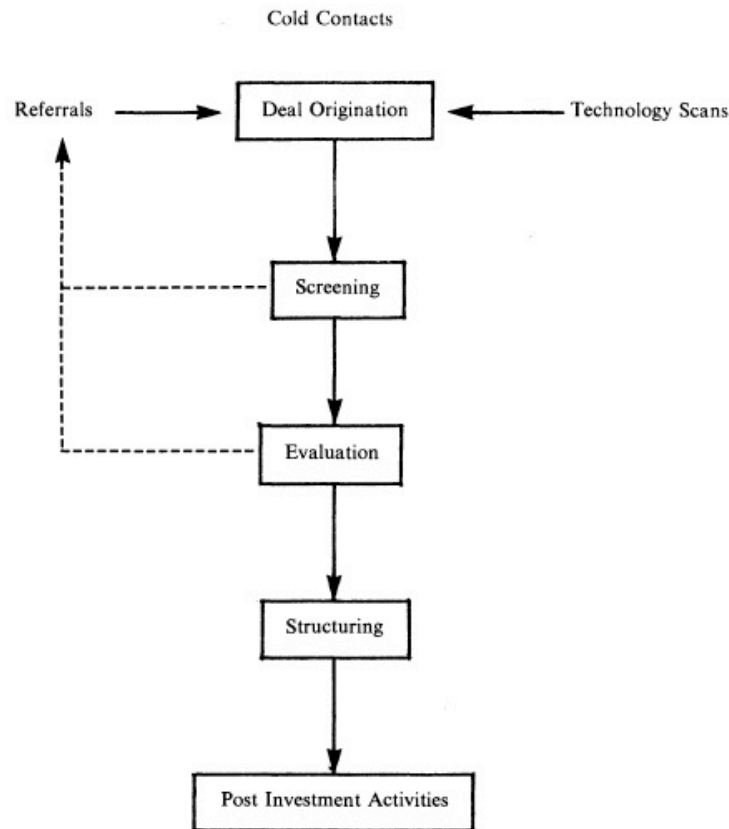 Cold Contacts
Referrals
Deal Origination
Technology Scans
Screening
Evaluation
Structuring
Post Investment Activities